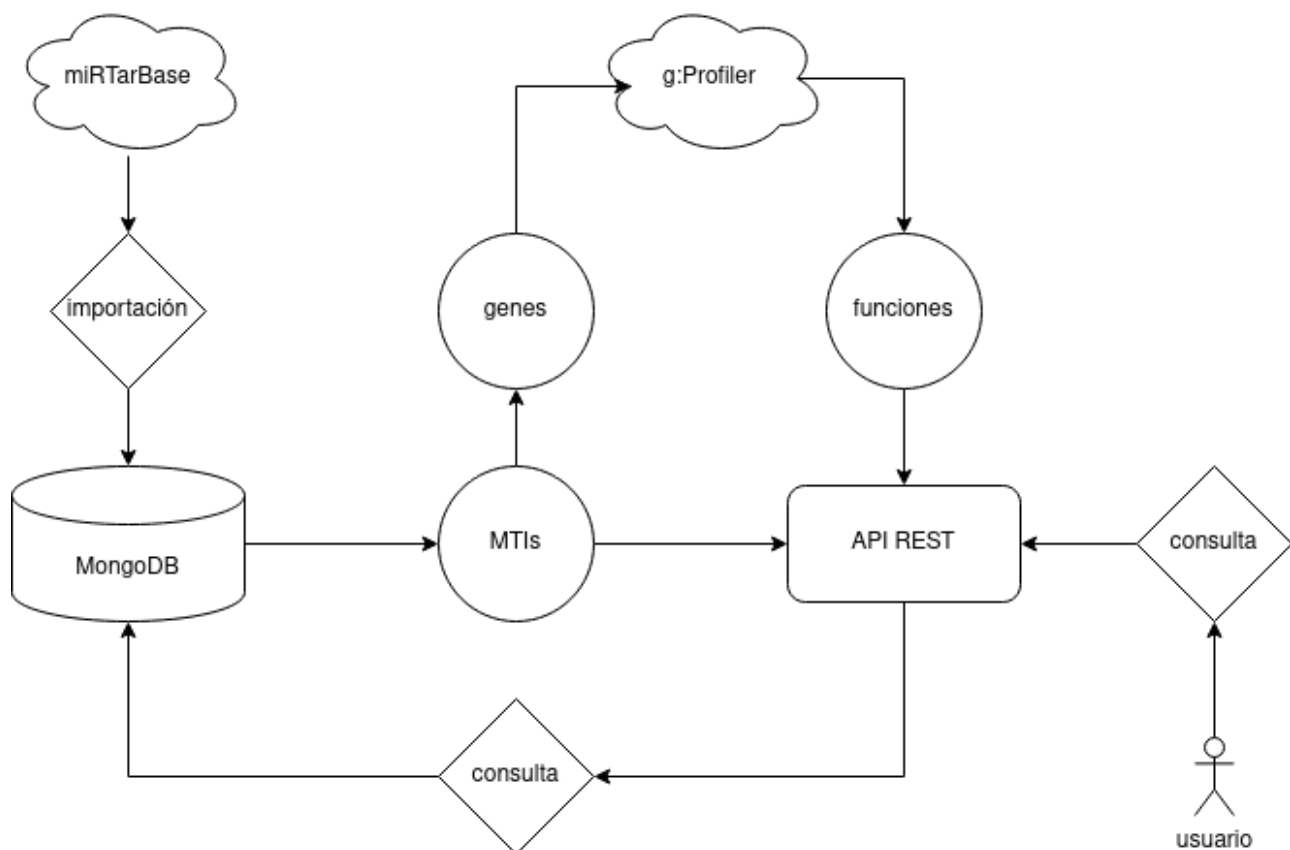 miRTarBase
g:Profiler
importación
genes
funciones
MongoDB
MTIs
API REST
consulta
consulta
usuario